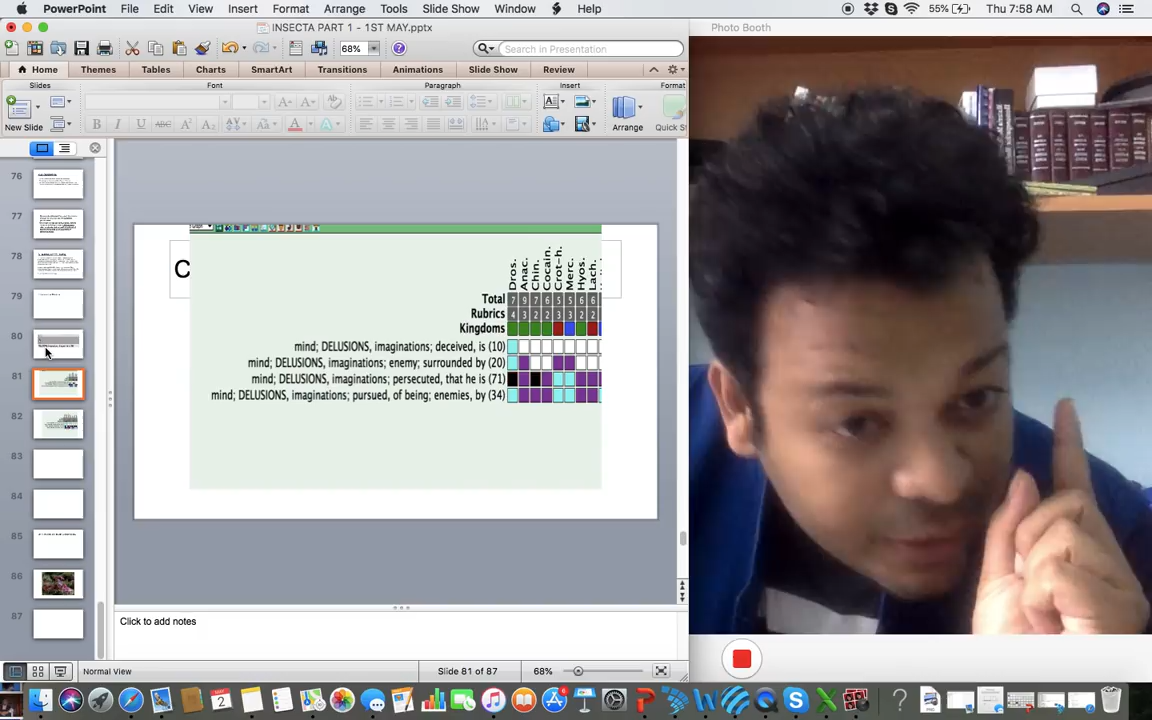 PowerPoint File Edit View Insert Format Arrange Tools Slide Show Window Help 55% Thu 7:58 AM
INSECTA PART 1 - 1ST MAY.pptx
Photo Booth
68% Search in Presentation
Home Themes Tables Charts SmartArt Transitions Animations Slide Show Review
Slides Font Paragraph Insert Format
New Slide
B I U ABC A² A₂ Aa A
Arrange Quick St
76
77
78
79
80
81
82
83
84
85
86
87
C
Dros. Anac. Chin. Cocain. Crot-h. Merc. Hyos. Lach.
Total 7 9 7 6 5 5 6 6
Rubrics 4 3 2 2 3 3 2 2
Kingdoms
mind; DELUSIONS, imaginations; deceived, is (10)
mind; DELUSIONS, imaginations; enemy; surrounded by (20)
mind; DELUSIONS, imaginations; persecuted, that he is (71)
mind; DELUSIONS, imaginations; pursued, of being; enemies, by (34)
Click to add notes
Normal View Slide 81 of 87 68%